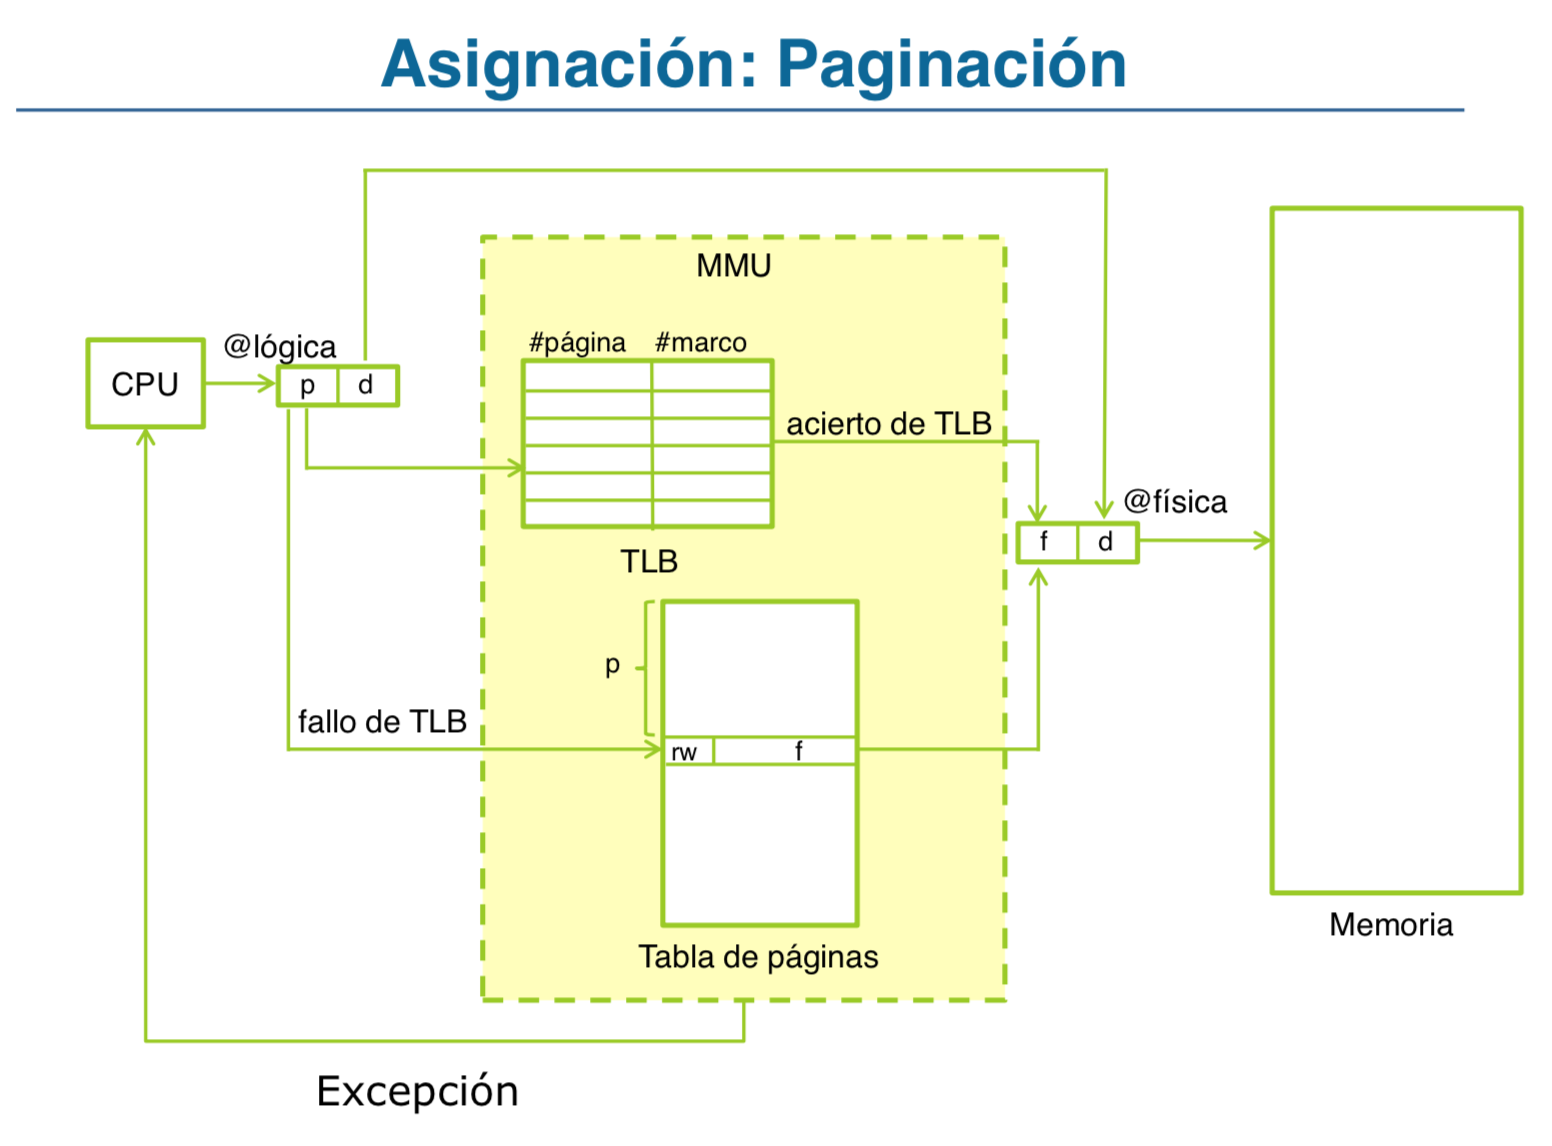 Asignación: Paginación
MMU
@lógica
#página #marco
CPU
p d
acierto de TLB
@física
f d
TLB
p
fallo de TLB
rw f
Memoria
Tabla de páginas
Excepción